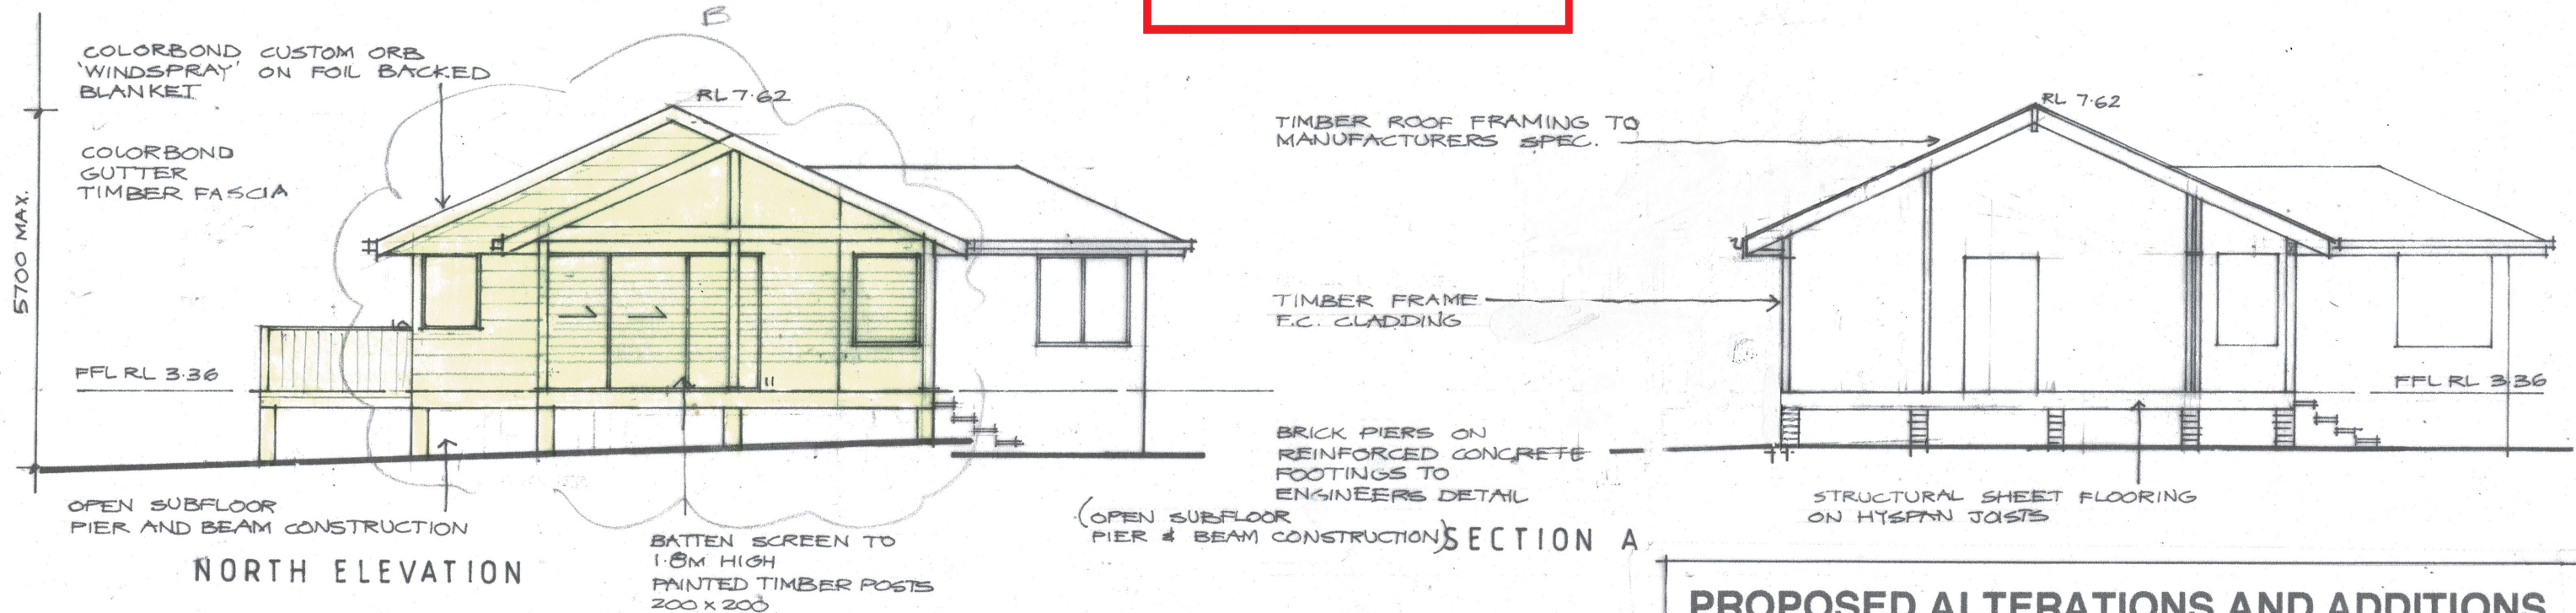 B
COLORBOND CUSTOM ORB
'WINDSPRAY' ON FOIL BACKED
BLANKET
COLORBOND
GUTTER
TIMBER FASCIA
5700 MAX.
RL 7.62
FFL RL 3.36
OPEN SUBFLOOR
PIER AND BEAM CONSTRUCTION
NORTH ELEVATION
BATTEN SCREEN TO
1.8M HIGH
PAINTED TIMBER POSTS
200 x 200
TIMBER ROOF FRAMING TO
MANUFACTURERS SPEC.
TIMBER FRAME
F.C. CLADDING
BRICK PIERS ON
REINFORCED CONCRETE
FOOTINGS TO
ENGINEERS DETAIL
(OPEN SUBFLOOR
PIER & BEAM CONSTRUCTION)
SECTION A
RL 7.62
FFL RL 3.36
STRUCTURAL SHEET FLOORING
ON HYSPAN JOISTS
PROPOSED ALTERATIONS AND ADDITIONS